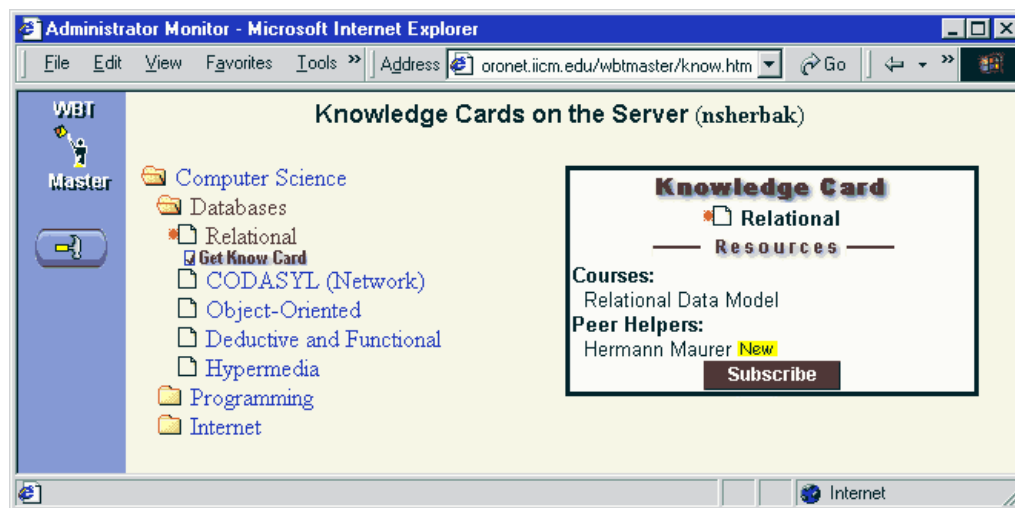 Administrator Monitor - Microsoft Internet Explorer
File Edit View Favorites Tools » Address oronet.iicm.edu/wbtmaster/know.htm Go »
WBT
Master
Knowledge Cards on the Server (nsherbak)
Computer Science
Databases
Relational
Get Know Card
CODASYL (Network)
Object-Oriented
Deductive and Functional
Hypermedia
Programming
Internet
Knowledge Card
Relational
Resources
Courses:
Relational Data Model
Peer Helpers:
Hermann Maurer New
Subscribe
Internet